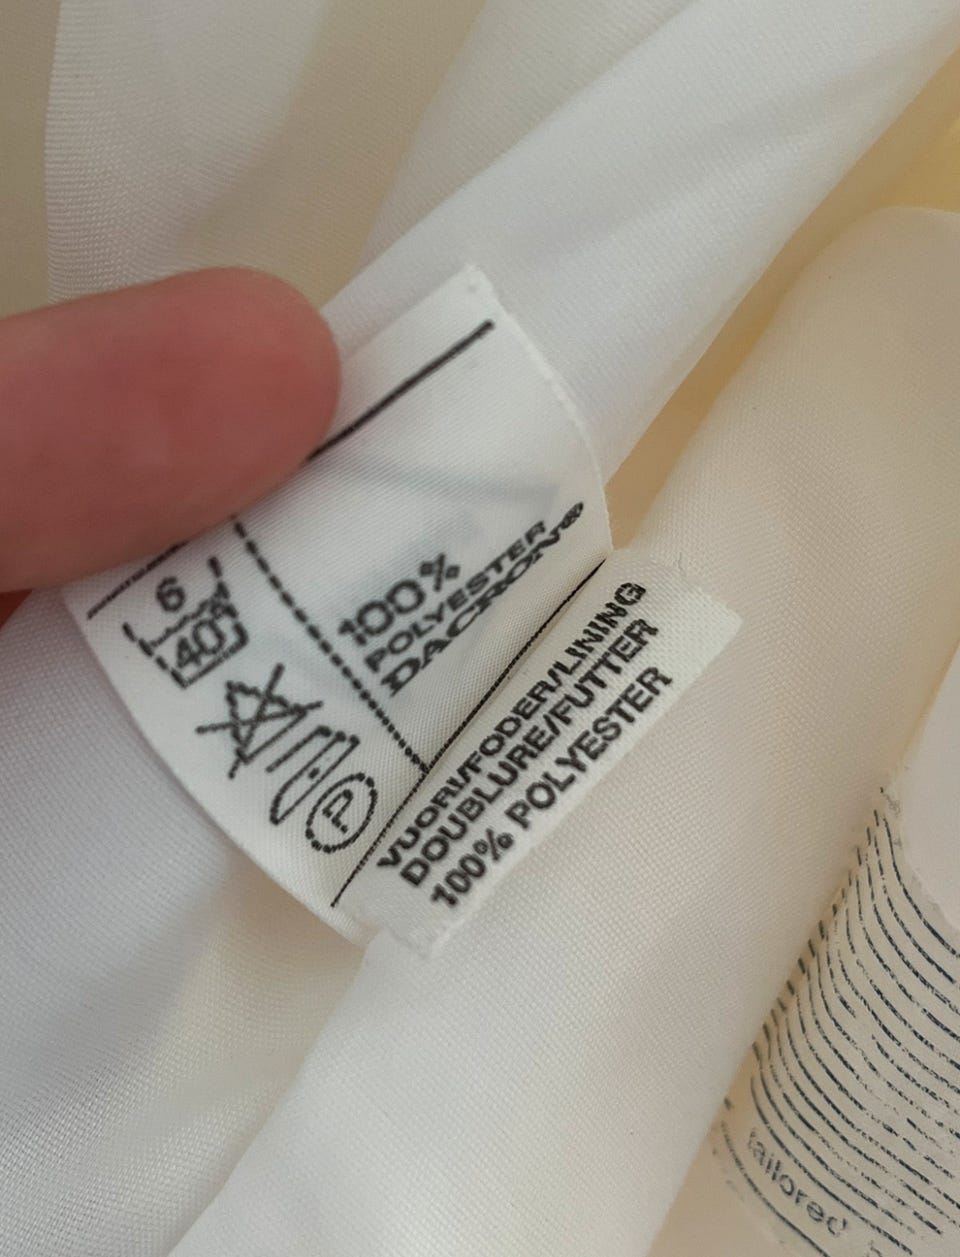 100%
POLYESTER
DACRON®
6
40
P
VUORI/FODER/LINING
DOUBLURE/FUTTER
100% POLYESTER
tailored